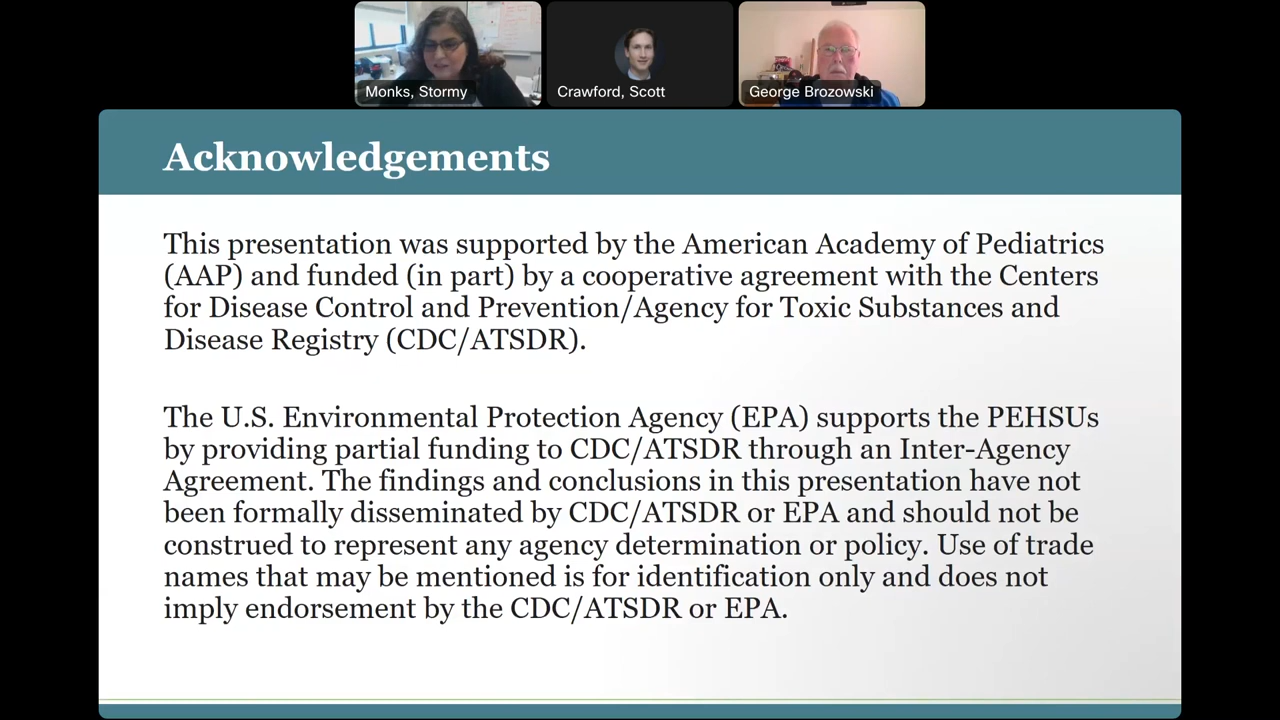 Monks, Stormy
Crawford, Scott
George Brozowski
Acknowledgements
This presentation was supported by the American Academy of Pediatrics
(AAP) and funded (in part) by a cooperative agreement with the Centers
for Disease Control and Prevention/Agency for Toxic Substances and
Disease Registry (CDC/ATSDR).
The U.S. Environmental Protection Agency (EPA) supports the PEHSUs
by providing partial funding to CDC/ATSDR through an Inter-Agency
Agreement. The findings and conclusions in this presentation have not
been formally disseminated by CDC/ATSDR or EPA and should not be
construed to represent any agency determination or policy. Use of trade
names that may be mentioned is for identification only and does not
imply endorsement by the CDC/ATSDR or EPA.